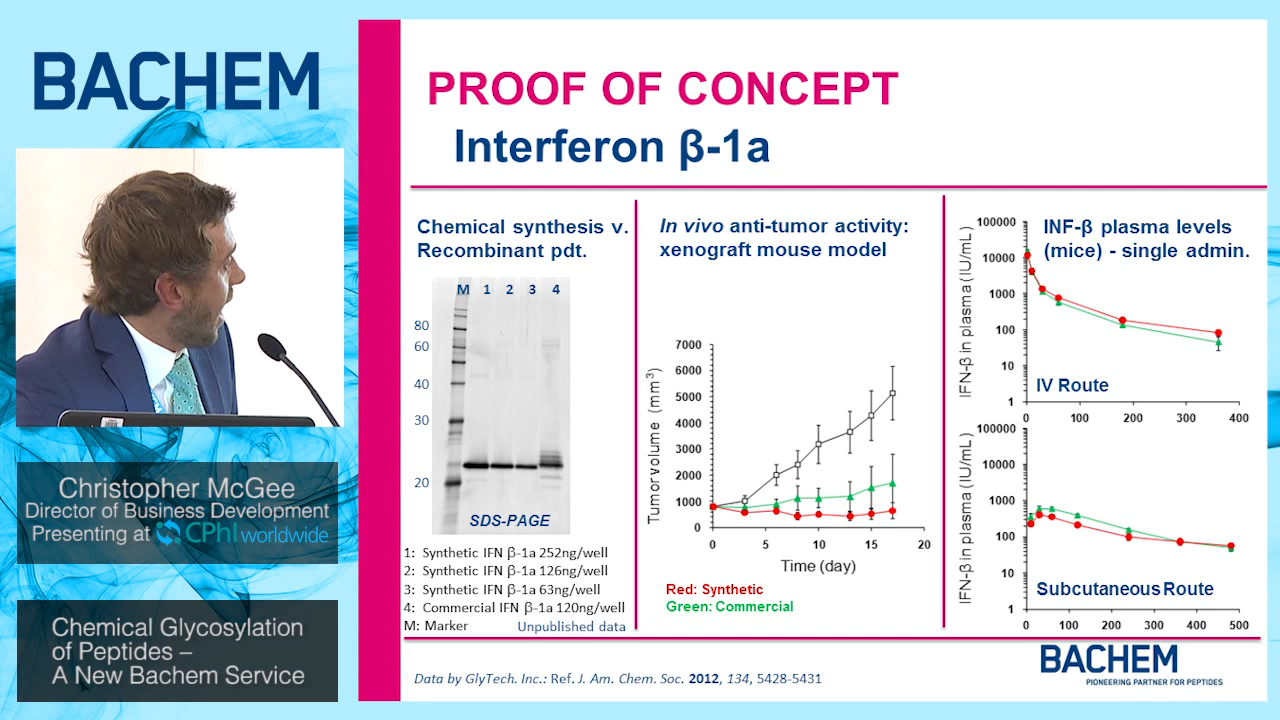 BACHEM
Christopher McGee
Director of Business Development
Presenting at CPhI worldwide
Chemical Glycosylation
of Peptides –
A New Bachem Service
PROOF OF CONCEPT
Interferon β-1a
Chemical synthesis v.
Recombinant pdt.
M 1 2 3 4
80
60
40
30
20
SDS-PAGE
1: Synthetic IFN β-1a 252ng/well
2: Synthetic IFN β-1a 126ng/well
3: Synthetic IFN β-1a 63ng/well
4: Commercial IFN β-1a 120ng/well
M: Marker Unpublished data
In vivo anti-tumor activity:
xenograft mouse model
Tumor volume (mm³)
7000
6000
5000
4000
3000
2000
1000
0
0 5 10 15 20
Time (day)
Red: Synthetic
Green: Commercial
INF-β plasma levels
(mice) - single admin.
IFN-β in plasma (IU/mL)
100000
10000
1000
100
10
1
IV Route
0 100 200 300 400
IFN-β in plasma (IU/mL)
100000
10000
1000
100
10
1
Subcutaneous Route
0 100 200 300 400 500
Data by GlyTech. Inc.: Ref. J. Am. Chem. Soc. 2012, 134, 5428-5431
BACHEM
PIONEERING PARTNER FOR PEPTIDES